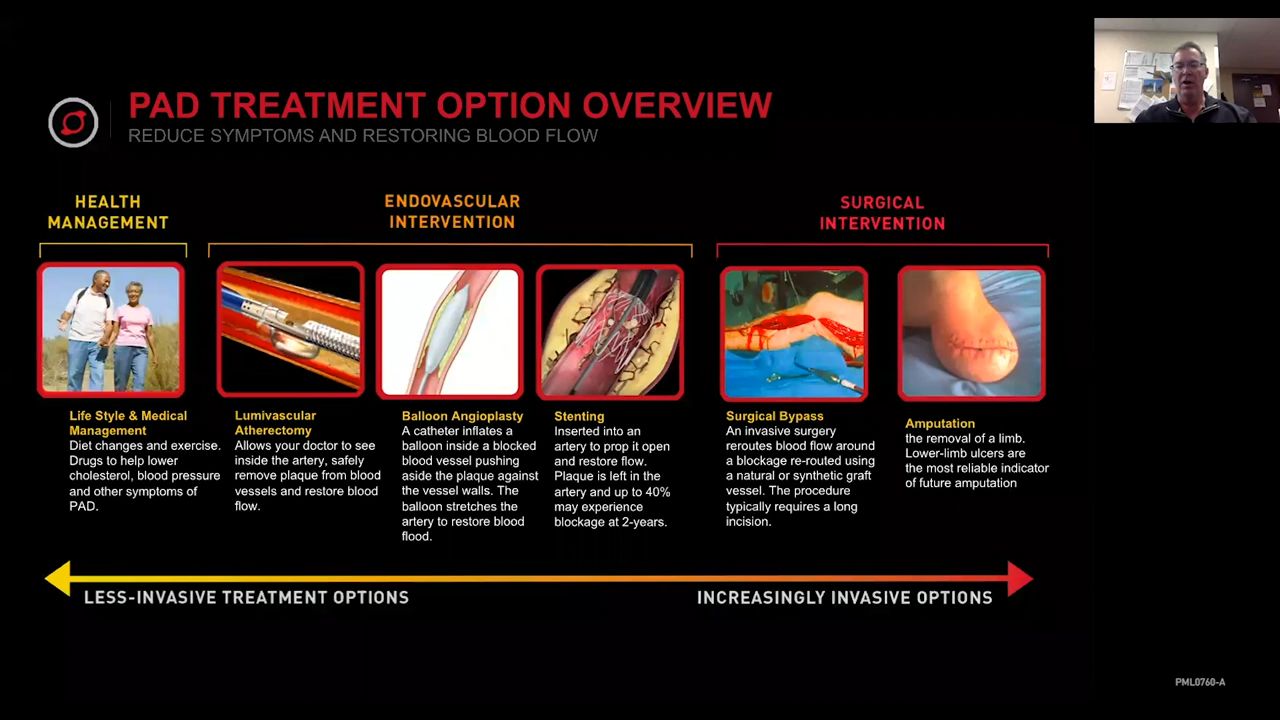 PAD TREATMENT OPTION OVERVIEW
REDUCE SYMPTOMS AND RESTORING BLOOD FLOW
HEALTH
MANAGEMENT
ENDOVASCULAR
INTERVENTION
SURGICAL
INTERVENTION
Life Style & Medical
Management
Diet changes and exercise.
Drugs to help lower
cholesterol, blood pressure
and other symptoms of
PAD.
Lumivascular
Atherectomy
Allows your doctor to see
inside the artery, safely
remove plaque from blood
vessels and restore blood
flow.
Balloon Angioplasty
A catheter inflates a
balloon inside a blocked
blood vessel pushing
aside the plaque against
the vessel walls. The
balloon stretches the
artery to restore blood
flood.
Stenting
Inserted into an
artery to prop it open
and restore flow.
Plaque is left in the
artery and up to 40%
may experience
blockage at 2-years.
Surgical Bypass
An invasive surgery
reroutes blood flow around
a blockage re-routed using
a natural or synthetic graft
vessel. The procedure
typically requires a long
incision.
Amputation
the removal of a limb.
Lower-limb ulcers are
the most reliable indicator
of future amputation
LESS-INVASIVE TREATMENT OPTIONS
INCREASINGLY INVASIVE OPTIONS
PML0760-A